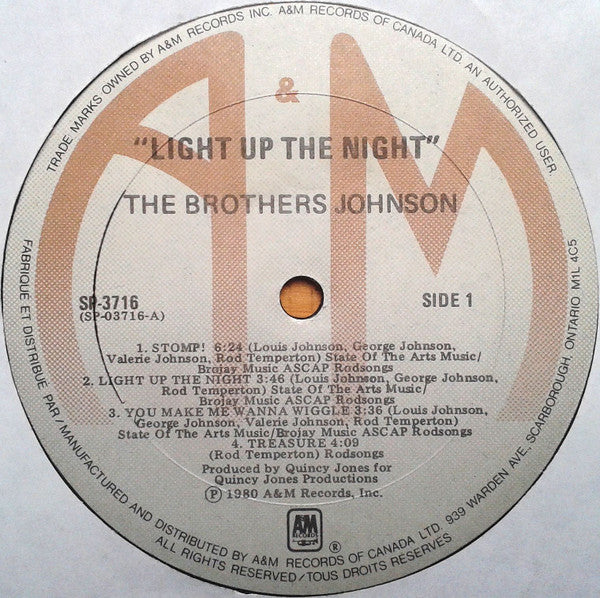 TRADE MARKS OWNED BY A&M RECORDS INC. A&M RECORDS OF CANADA LTD. AN AUTHORIZED USER.
&
"LIGHT UP THE NIGHT"
THE BROTHERS JOHNSON
SP-3716
(SP-03716-A)
SIDE 1
1. STOMP! 6:24 (Louis Johnson, George Johnson,
Valerie Johnson, Rod Temperton) State Of The Arts Music/
Brojay Music ASCAP Rodsongs
2. LIGHT UP THE NIGHT 3:46 (Louis Johnson, George Johnson,
Rod Temperton) State Of The Arts Music/
Brojay Music ASCAP Rodsongs
3. YOU MAKE ME WANNA WIGGLE 3:36 (Louis Johnson,
George Johnson, Valerie Johnson, Rod Temperton)
State Of The Arts Music/Brojay Music ASCAP Rodsongs
4. TREASURE 4:09
(Rod Temperton) Rodsongs
Produced by Quincy Jones for
Quincy Jones Productions
Ⓟ 1980 A&M Records, Inc.
A&M
RECORDS
®
FABRIQUÉ ET DISTRIBUÉ PAR/MANUFACTURED AND DISTRIBUTED BY A&M RECORDS OF CANADA LTD. 939 WARDEN AVE, SCARBOROUGH, ONTARIO M1L 4C5
ALL RIGHTS RESERVED/TOUS DROITS RÉSERVÉS